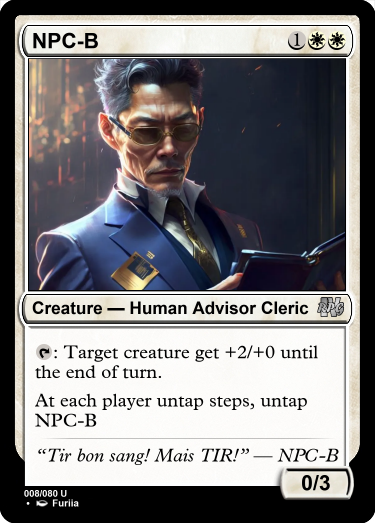 NPC-B
1
Creature — Human Advisor Cleric
: Target creature get +2/+0 until
the end of turn.
At each player untap steps, untap
NPC-B
“Tir bon sang! Mais TIR!” — NPC-B
0/3
008/080 U
• Furiia